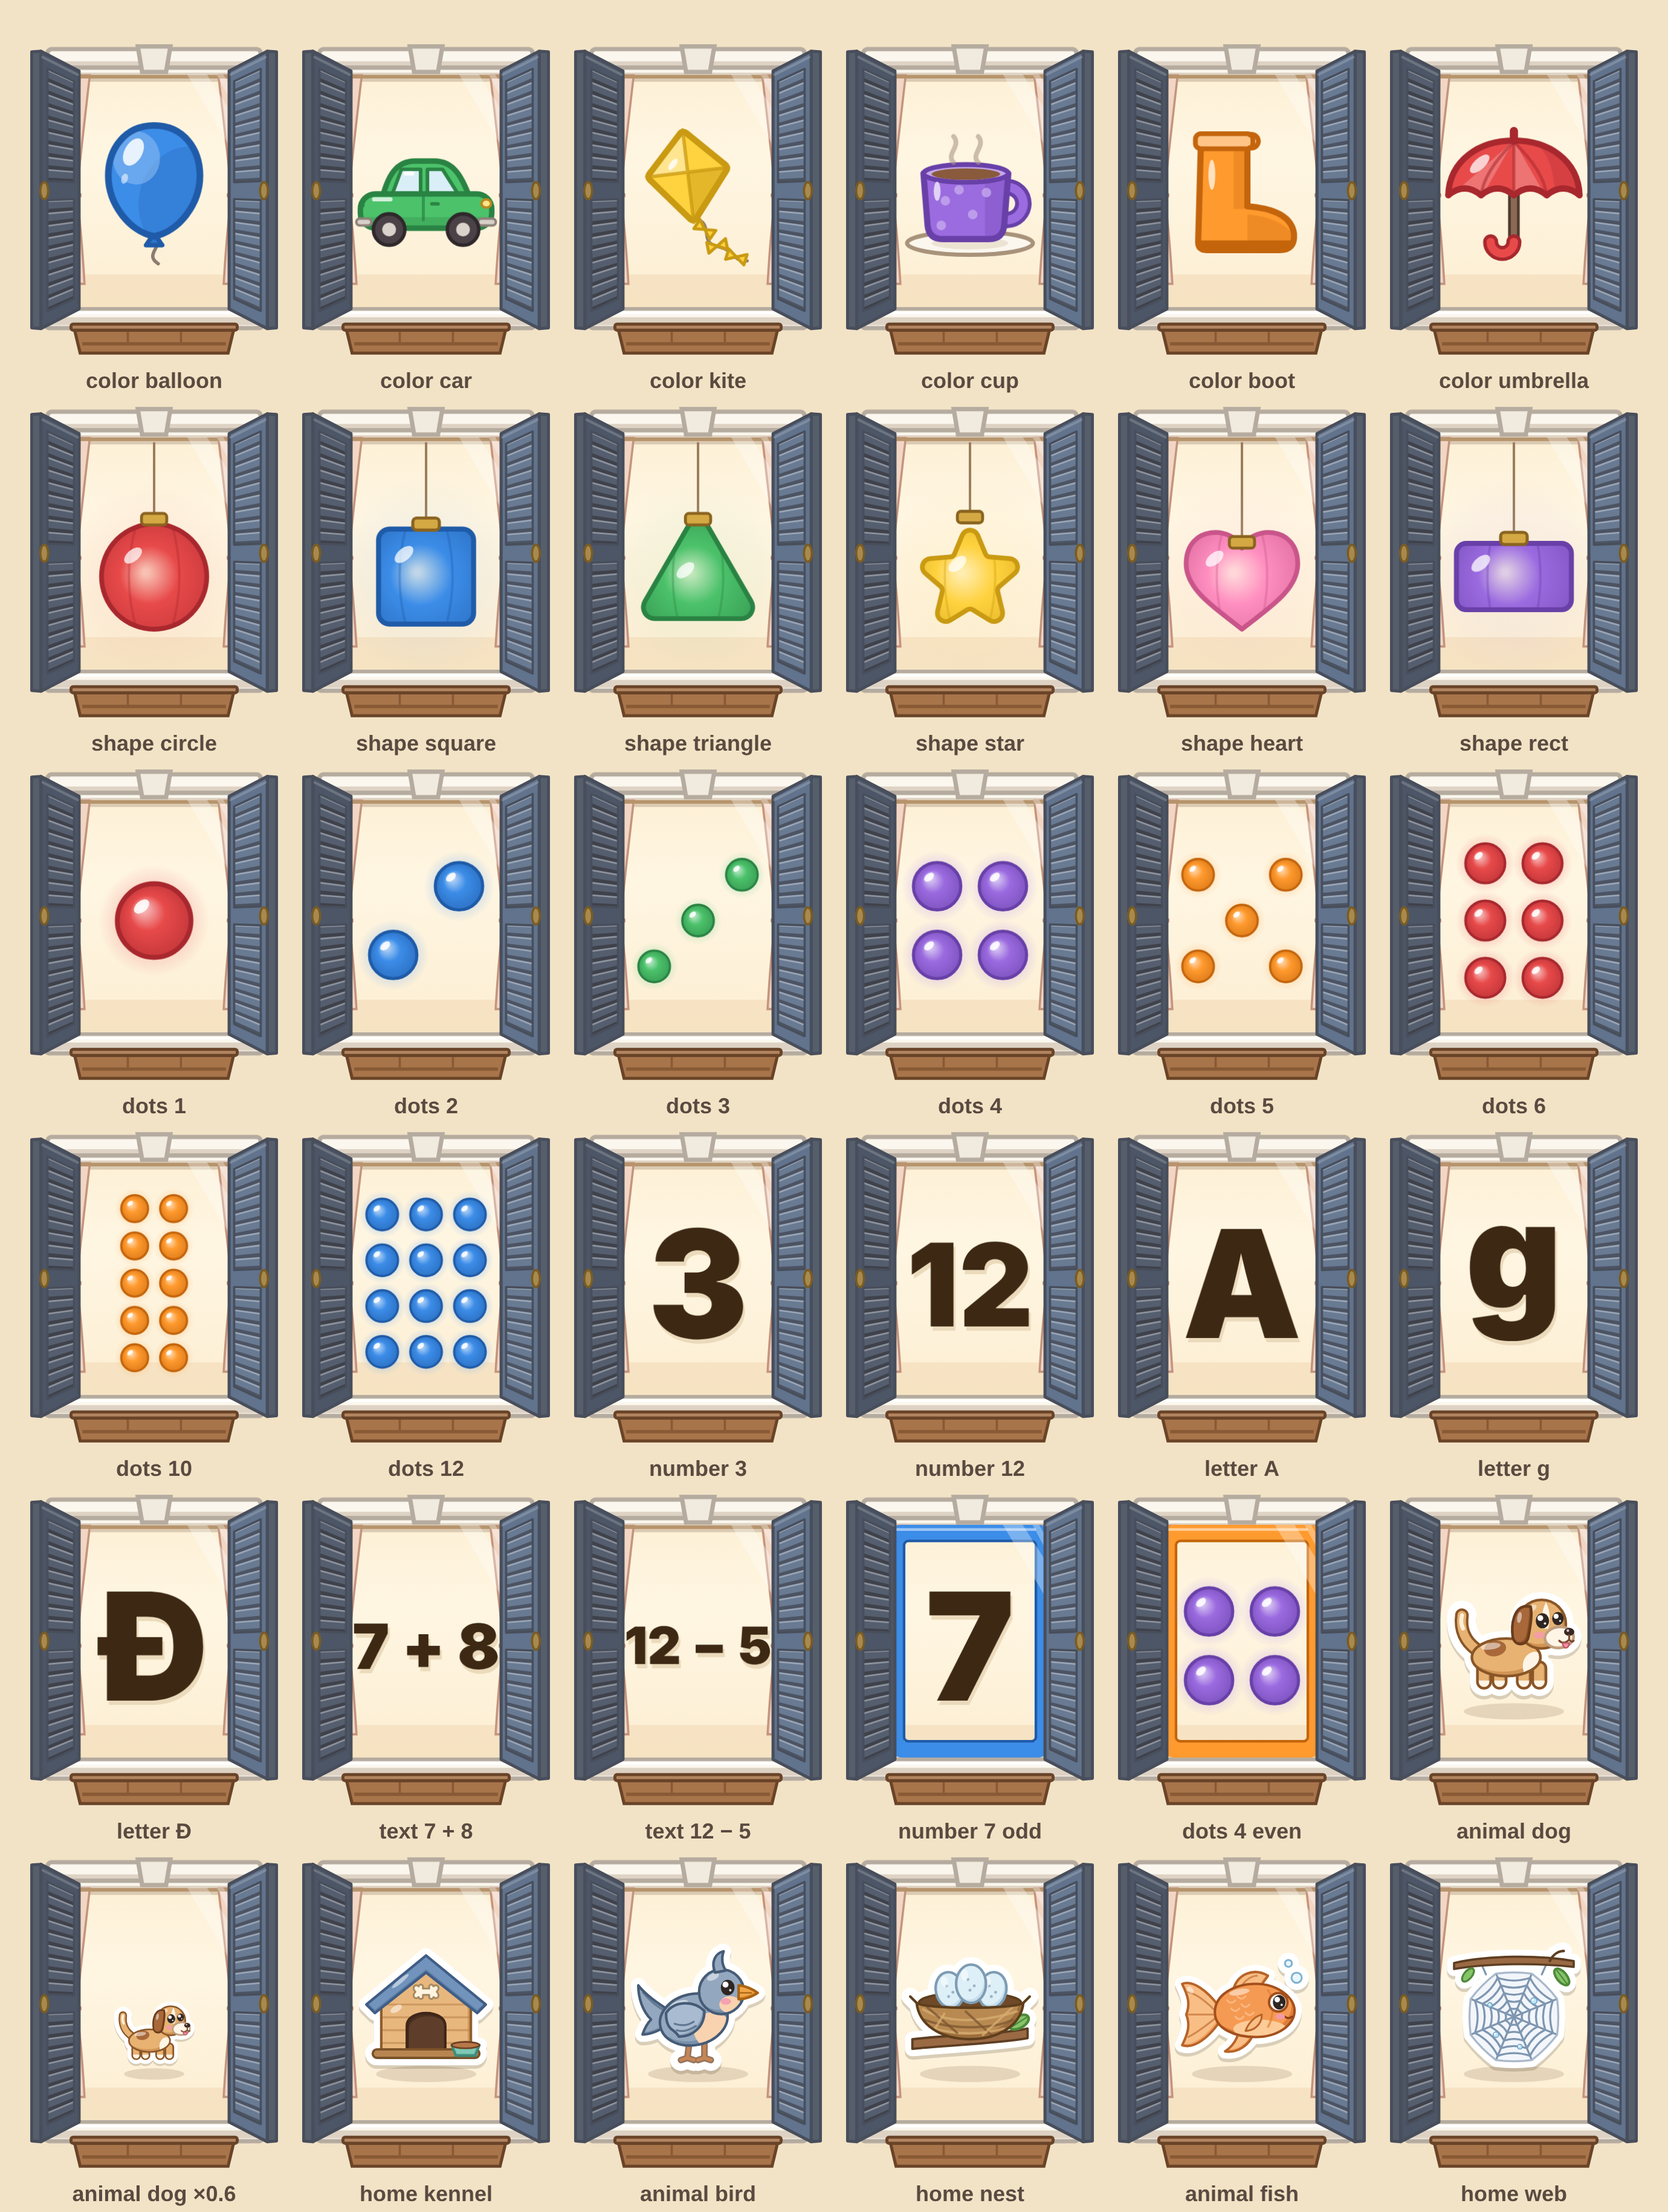 color balloon
color car
color kite
color cup
color boot
color umbrella
shape circle
shape square
shape triangle
shape star
shape heart
shape rect
dots 1
dots 2
dots 3
dots 4
dots 5
dots 6
3
12
A
g
dots 10
dots 12
number 3
number 12
letter A
letter g
Đ
7 + 8
12 − 5
7
letter Đ
text 7 + 8
text 12 − 5
number 7 odd
dots 4 even
animal dog
animal dog ×0.6
home kennel
animal bird
home nest
animal fish
home web